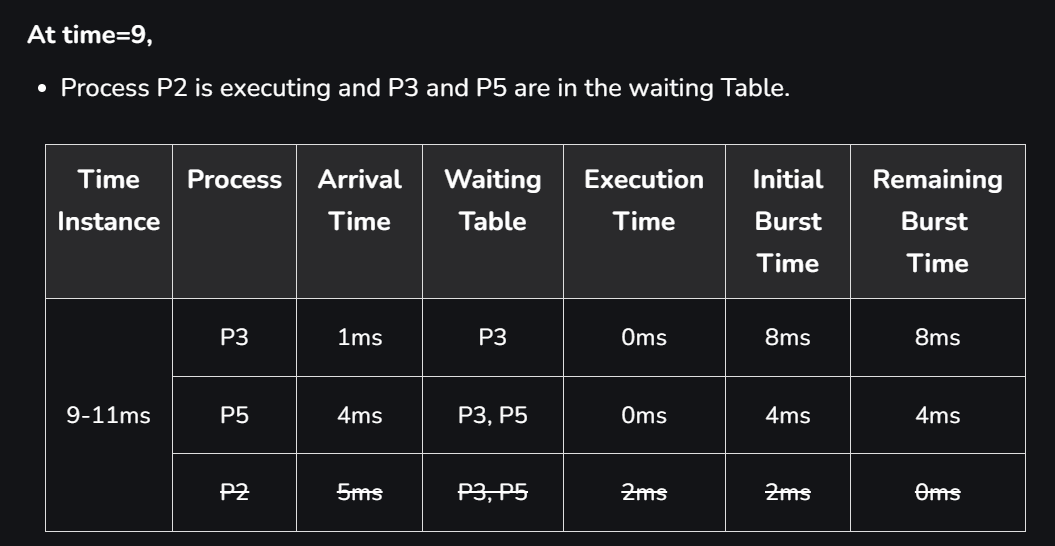 At time=9,
• Process P2 is executing and P3 and P5 are in the waiting Table.
Time Instance | Process | Arrival Time | Waiting Table | Execution Time | Initial Burst Time | Remaining Burst Time
9-11ms | P3 | 1ms | P3 | 0ms | 8ms | 8ms
P5 | 4ms | P3, P5 | 0ms | 4ms | 4ms
P2 | 5ms | P3, P5 | 2ms | 2ms | 0ms